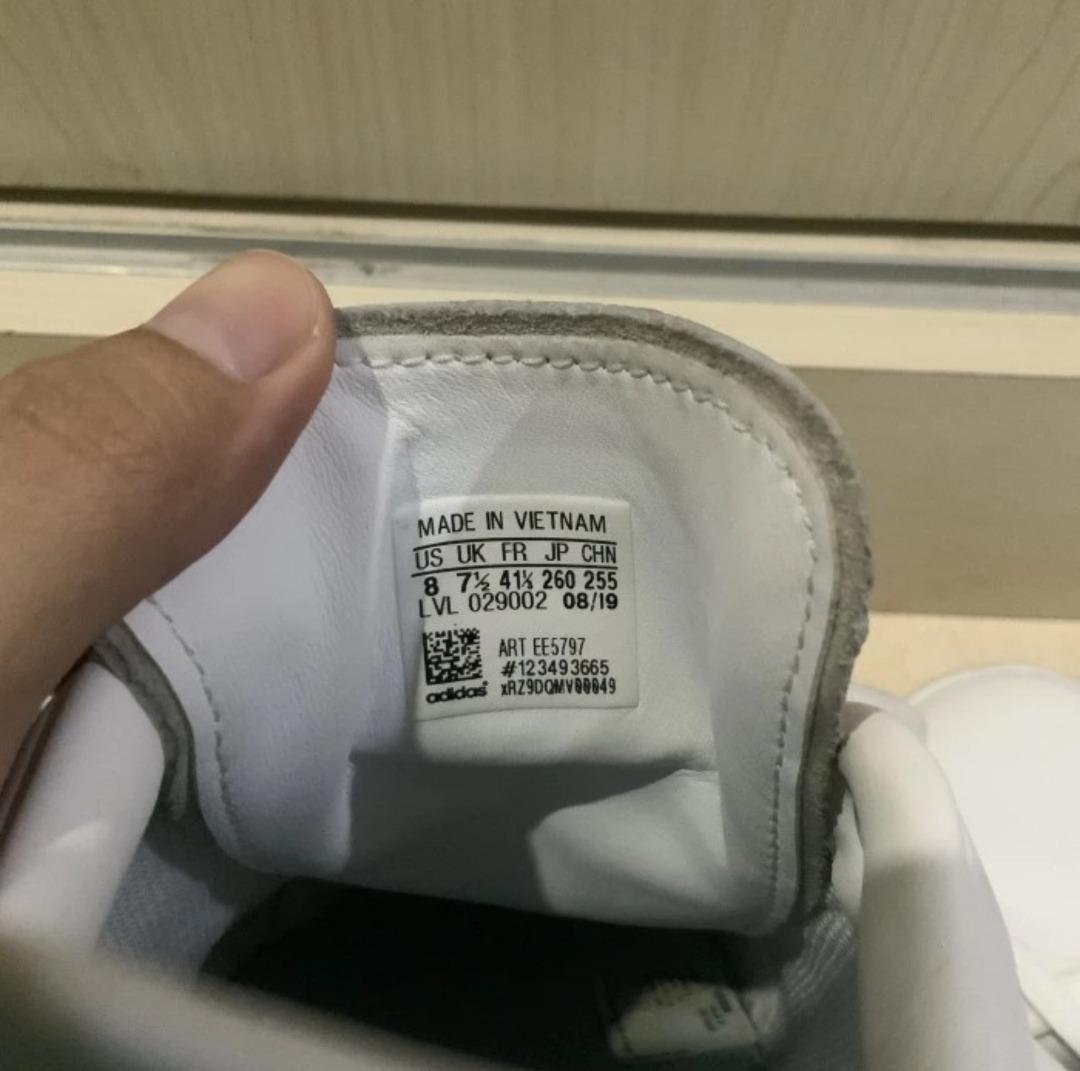 MADE IN VIETNAM
US UK FR JP CHN
8 7½ 41⅓ 260 255
LVL 029002 08/19
ART EE5797
#123493665
adidas® xRZ9DQMV00049